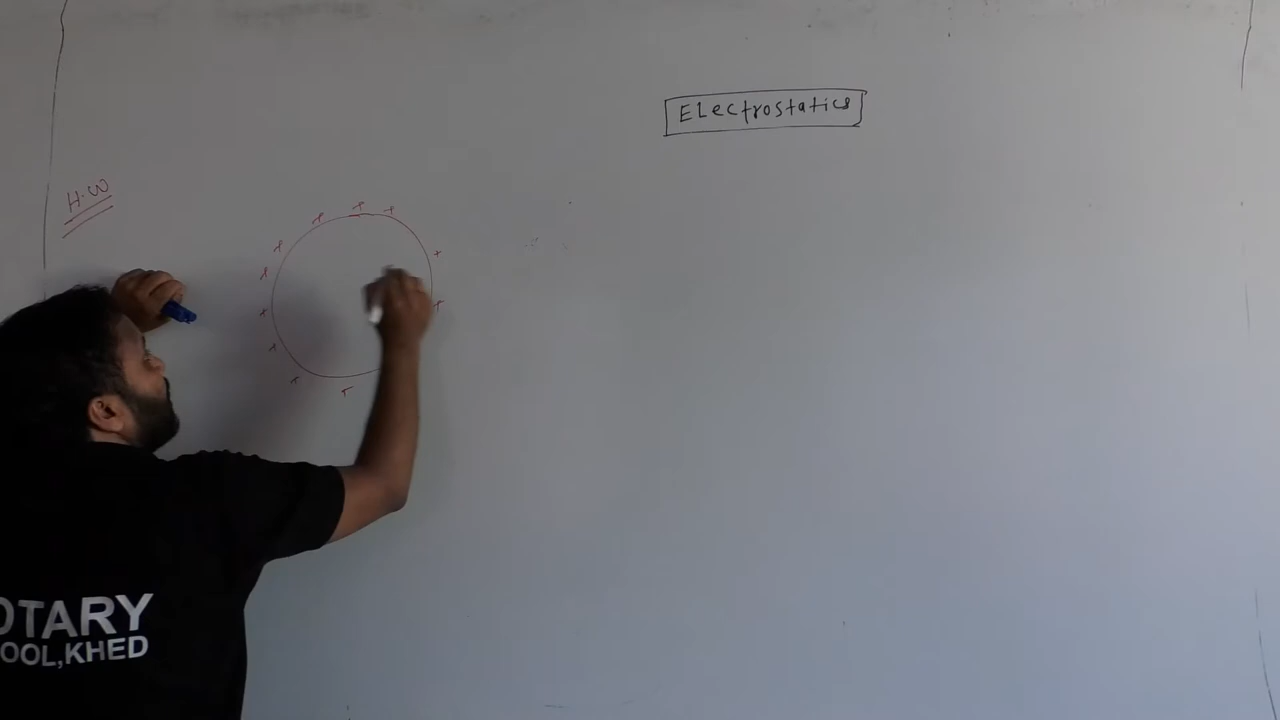 Electrostatics
H.W
+ + + +
+ +
+ +
+
+
+ +
OTARY
OOL,KHED